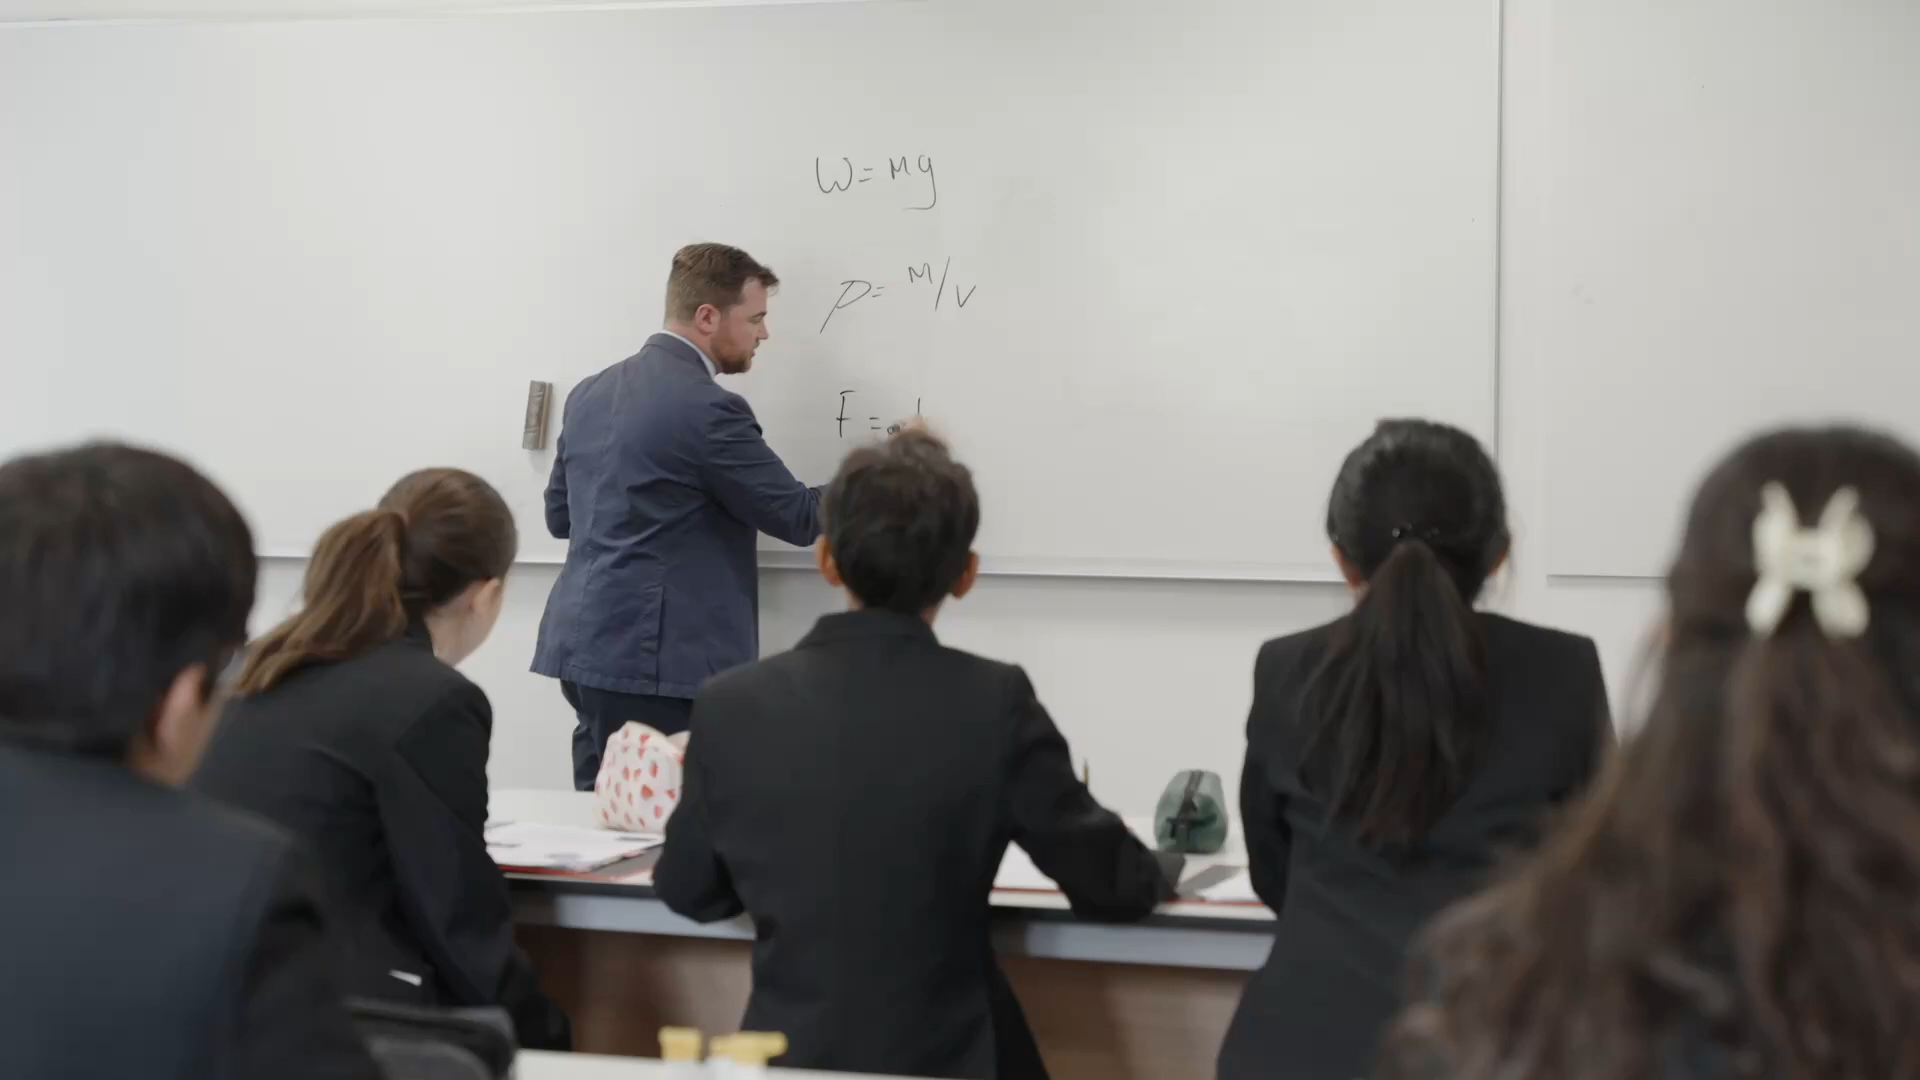 W = mg
ρ = m/v
F =